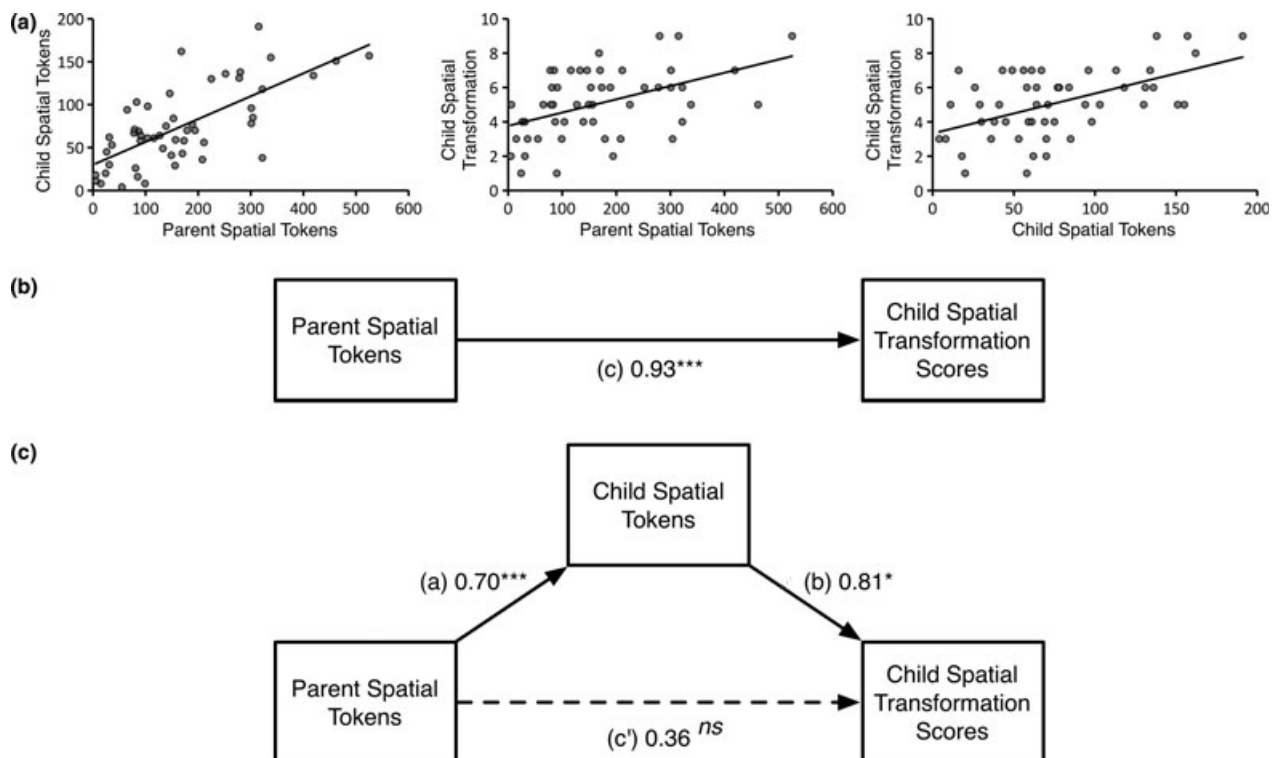 (a)
200
150
100
50
0
Child Spatial Tokens
0 100 200 300 400 500 600
Parent Spatial Tokens
10
8
6
4
2
0
Child Spatial
Transformation
0 100 200 300 400 500 600
Parent Spatial Tokens
10
8
6
4
2
0
Child Spatial
Transformation
0 50 100 150 200
Child Spatial Tokens
(b)
Parent Spatial
Tokens
(c) 0.93***
Child Spatial
Transformation
Scores
(c)
Child Spatial
Tokens
(a) 0.70***
(b) 0.81*
Parent Spatial
Tokens
(c') 0.36 ns
Child Spatial
Transformation
Scores